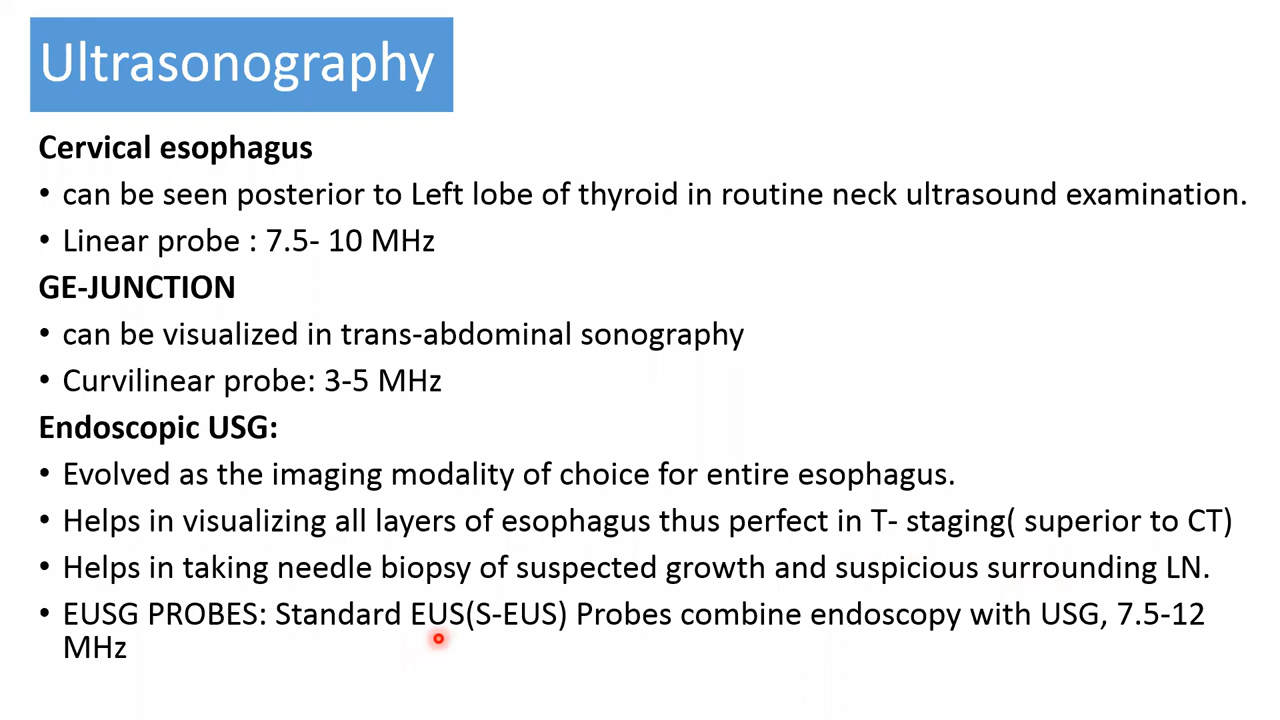 Ultrasonography
Cervical esophagus
• can be seen posterior to Left lobe of thyroid in routine neck ultrasound examination.
• Linear probe : 7.5- 10 MHz
GE-JUNCTION
• can be visualized in trans-abdominal sonography
• Curvilinear probe: 3-5 MHz
Endoscopic USG:
• Evolved as the imaging modality of choice for entire esophagus.
• Helps in visualizing all layers of esophagus thus perfect in T- staging( superior to CT)
• Helps in taking needle biopsy of suspected growth and suspicious surrounding LN.
• EUSG PROBES: Standard EUS(S-EUS) Probes combine endoscopy with USG, 7.5-12
MHz